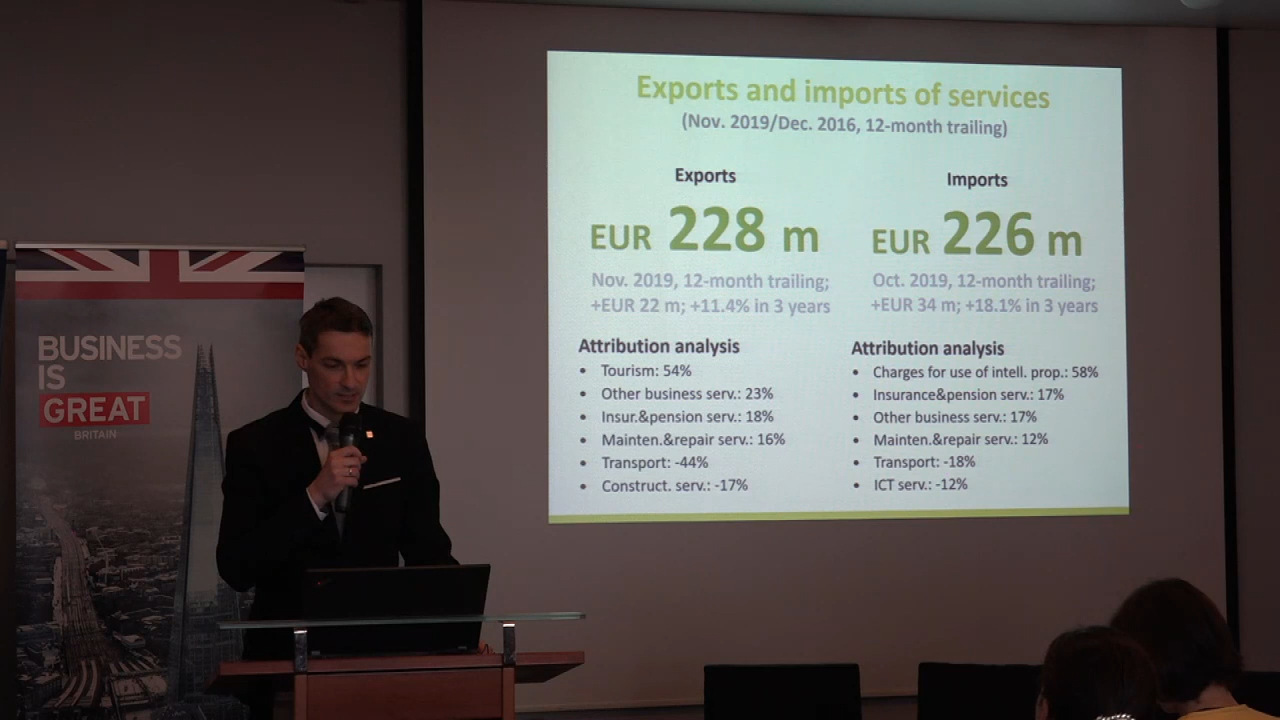 BUSINESS
IS
GREAT
BRITAIN
Exports and imports of services
(Nov. 2019/Dec. 2016, 12-month trailing)
Exports
EUR 228 m
Nov. 2019, 12-month trailing;
+EUR 22 m; +11.4% in 3 years
Attribution analysis
• Tourism: 54%
• Other business serv.: 23%
• Insur.&pension serv.: 18%
• Mainten.&repair serv.: 16%
• Transport: -44%
• Construct. serv.: -17%
Imports
EUR 226 m
Oct. 2019, 12-month trailing;
+EUR 34 m; +18.1% in 3 years
Attribution analysis
• Charges for use of intell. prop.: 58%
• Insurance&pension serv.: 17%
• Other business serv.: 17%
• Mainten.&repair serv.: 12%
• Transport: -18%
• ICT serv.: -12%